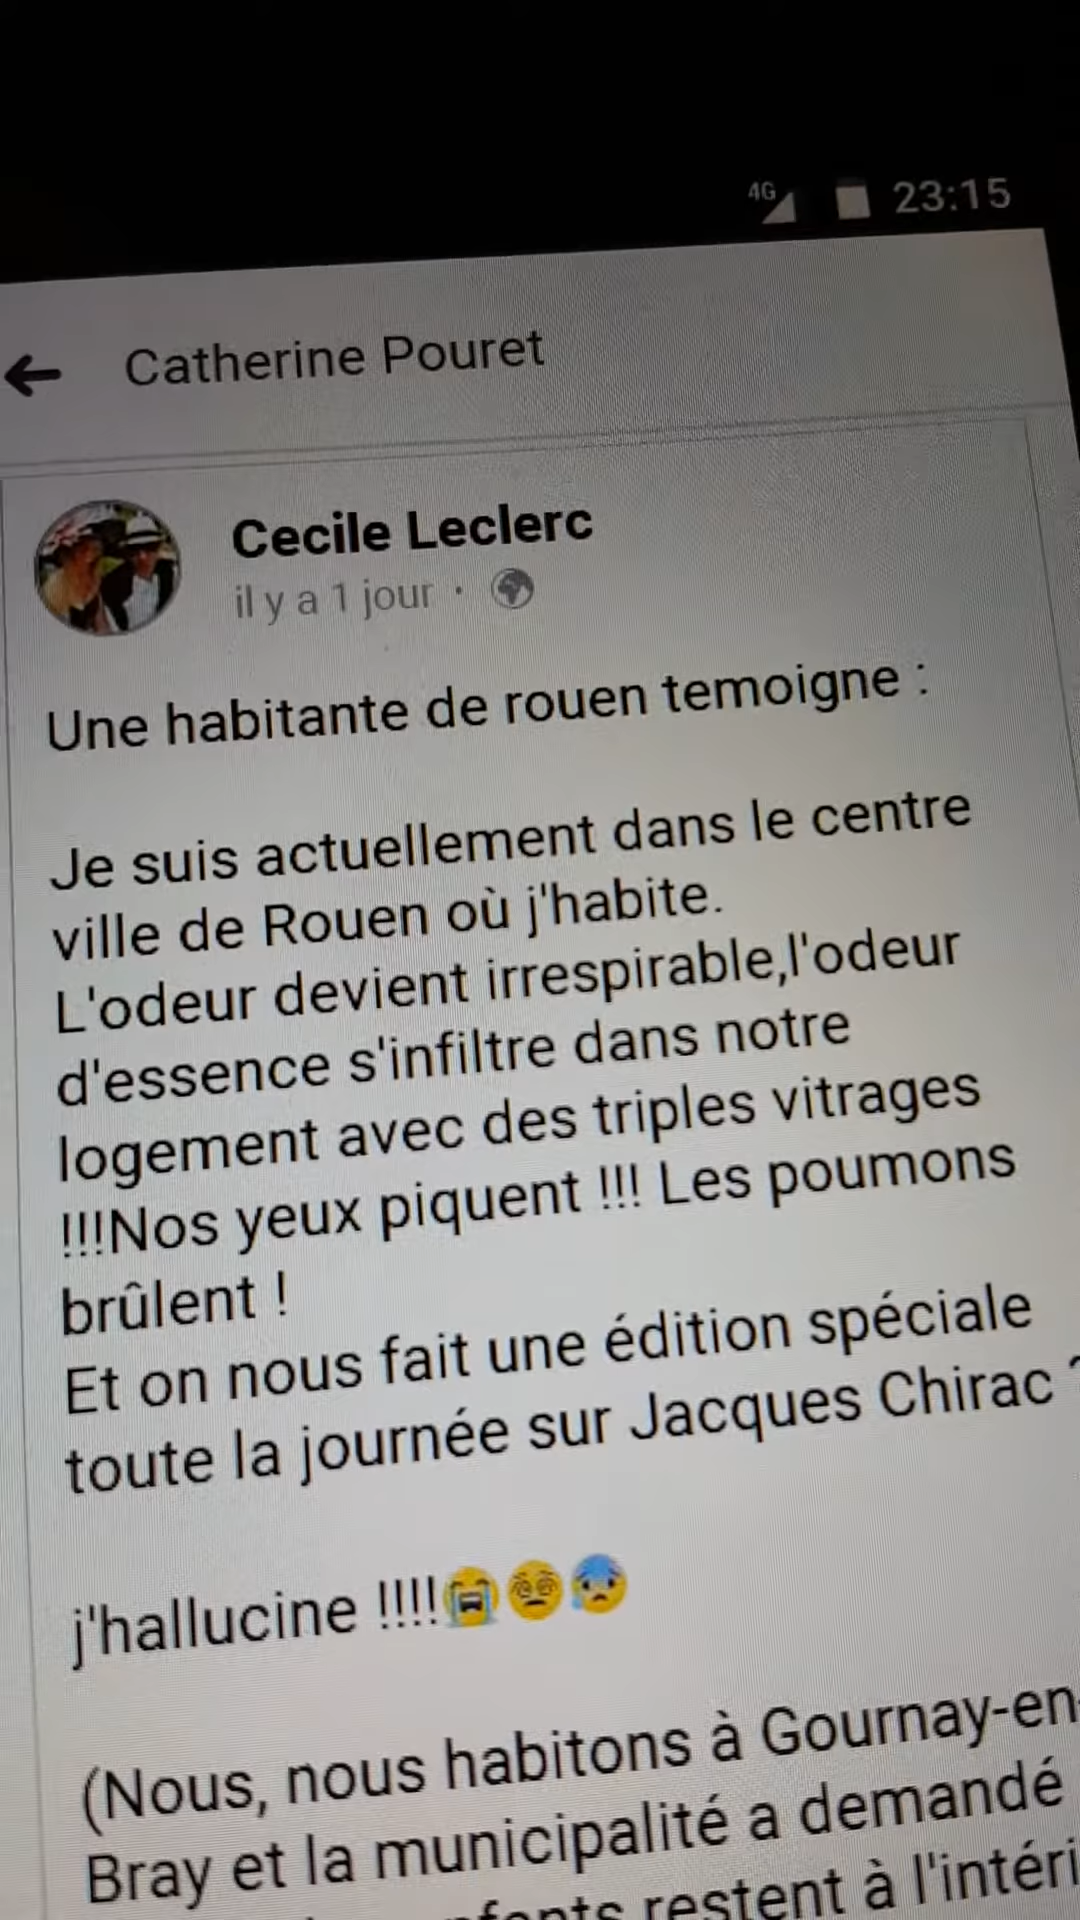 4G 23:15
← Catherine Pouret
Cecile Leclerc
il y a 1 jour ·
Une habitante de rouen temoigne :
Je suis actuellement dans le centre
ville de Rouen où j'habite.
L'odeur devient irrespirable,l'odeur
d'essence s'infiltre dans notre
logement avec des triples vitrages
!!!Nos yeux piquent !!! Les poumons
brûlent !
Et on nous fait une édition spéciale
toute la journée sur Jacques Chirac ?
j'hallucine !!!!😭😵‍💫😰
(Nous, nous habitons à Gournay-en-
Bray et la municipalité a demandé
restent à l'intéri